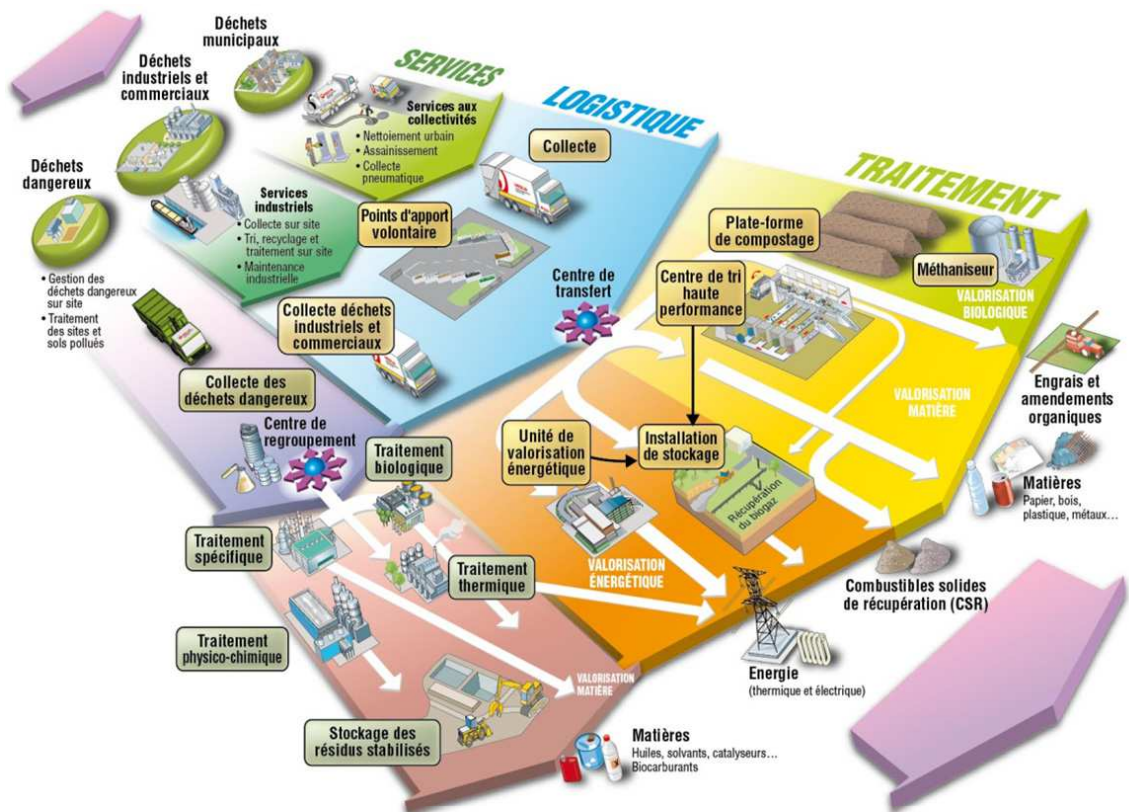 Déchets
municipaux
Déchets
industriels et
commerciaux
Déchets
dangereux
• Gestion des
déchets dangereux
sur site
• Traitement
des sites et
sols pollués
SERVICES
Services aux
collectivités
• Nettoiement urbain
• Assainissement
• Collecte
pneumatique
Services
industriels
• Collecte sur site
• Tri, recyclage et
traitement sur site
• Maintenance
industrielle
LOGISTIQUE
Collecte
Points d'apport
volontaire
Centre de
transfert
Collecte déchets
industriels et
commerciaux
Collecte des
déchets dangereux
Centre de
regroupement
TRAITEMENT
Plate-forme
de compostage
Méthaniseur
Centre de tri
haute
performance
VALORISATION
BIOLOGIQUE
VALORISATION
MATIÈRE
Engrais et
amendements
organiques
Unité de
valorisation
énergétique
Installation
de stockage
Récupération
du biogaz
Matières
Papier, bois,
plastique, métaux...
VALORISATION
ÉNERGÉTIQUE
Combustibles solides
de récupération (CSR)
Energie
(thermique et électrique)
Traitement
biologique
Traitement
spécifique
Traitement
thermique
Traitement
physico-chimique
VALORISATION
MATIÈRE
Stockage des
résidus stabilisés
Matières
Huiles, solvants, catalyseurs...
Biocarburants